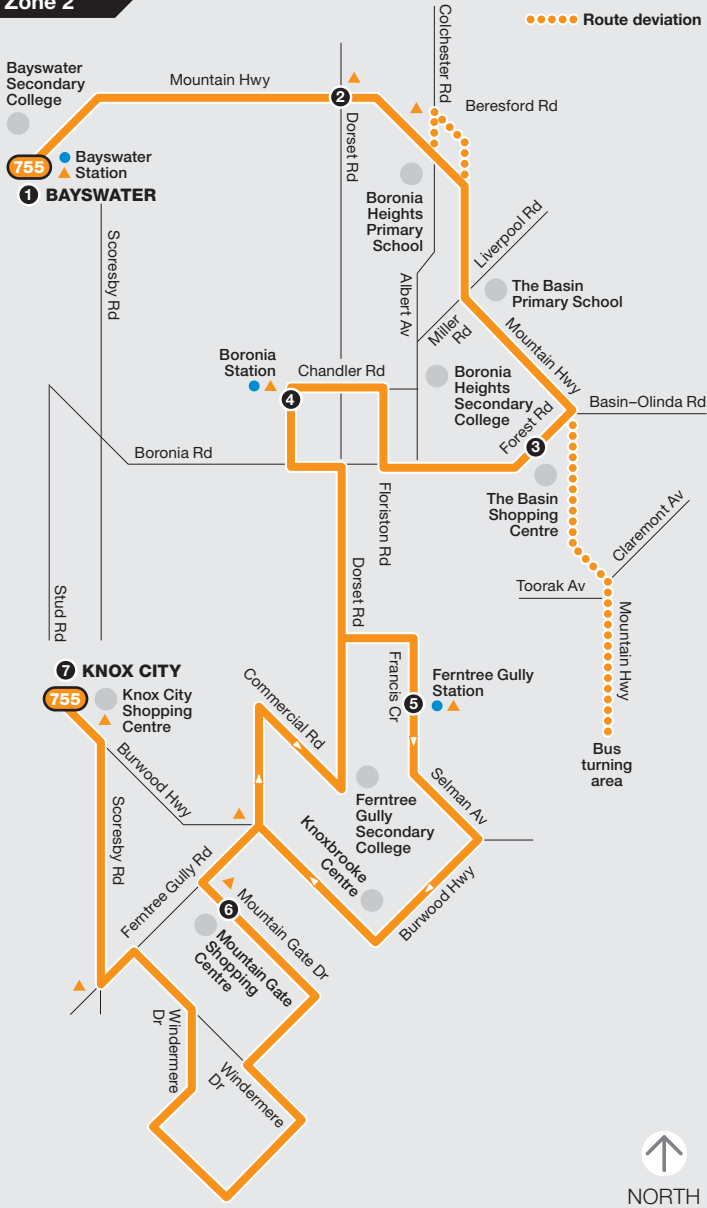 Zone 2
Route deviation
Colchester Rd
Bayswater
Secondary
College
Mountain Hwy
2
Beresford Rd
Dorset Rd
755
Bayswater
Station
1 BAYSWATER
Boronia
Heights
Primary
School
Liverpool Rd
Scoresby Rd
Albert Av
The Basin
Primary School
Miller
Rd
Mountain Hwy
Boronia
Station
Chandler Rd
4
Boronia
Heights
Secondary
College
Basin–Olinda Rd
Forest Rd
3
Boronia Rd
Floriston Rd
The Basin
Shopping
Centre
Claremont Av
Stud Rd
Dorset Rd
Toorak Av
Mountain Hwy
7 KNOX CITY
755
Knox City
Shopping
Centre
Commercial Rd
Francis Cr
Ferntree Gully
Station
5
Bus
turning
area
Burwood Hwy
Selman Av
Scoresby Rd
Ferntree
Gully
Secondary
College
Knoxbrooke
Centre
Ferntree Gully Rd
Burwood Hwy
6
Mountain Gate Dr
Mountain Gate
Shopping
Centre
Windermere
Dr
Windermere
Dr
NORTH